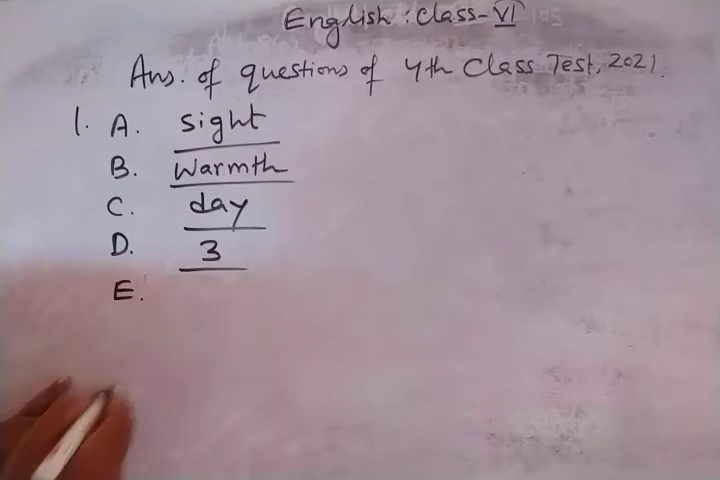 English : Class - VI
Ans. of questions of 4th Class Test, 2021.
1. A. Sight
B. Warmth
C. day
D. 3
E.